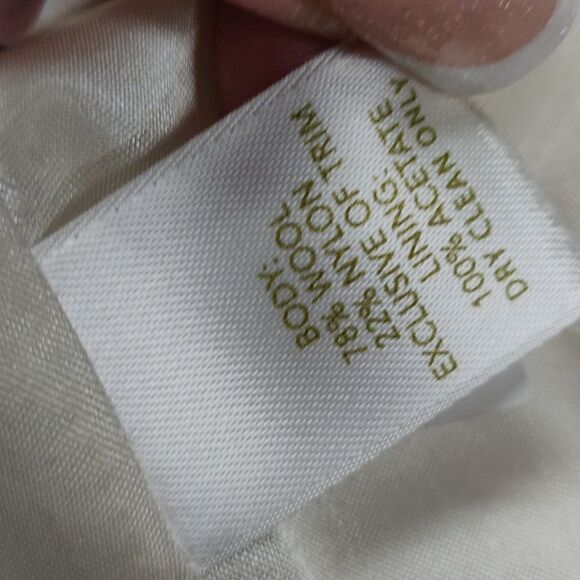 BODY:
78% WOOL
22% NYLON
EXCLUSIVE OF TRIM
LINING:
100% ACETATE
DRY CLEAN ONLY